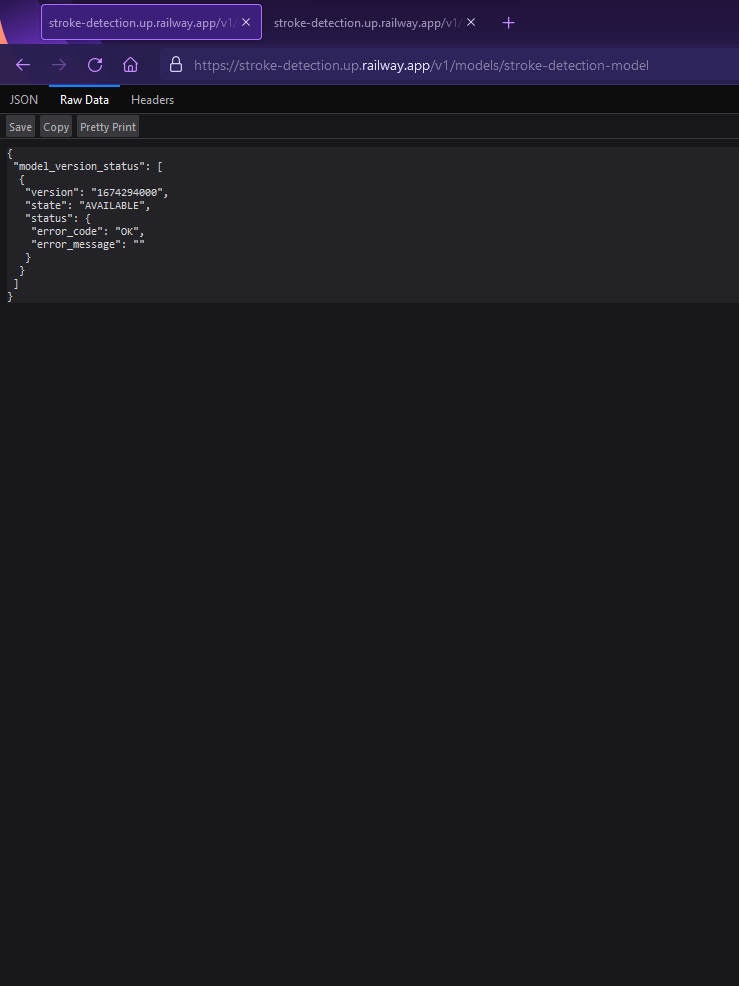 stroke-detection.up.railway.app/v1/
stroke-detection.up.railway.app/v1/
https://stroke-detection.up.railway.app/v1/models/stroke-detection-model
JSON Raw Data Headers
Save Copy Pretty Print
{
"model_version_status": [
{
"version": "1674294000",
"state": "AVAILABLE",
"status": {
"error_code": "OK",
"error_message": ""
}
}
]
}